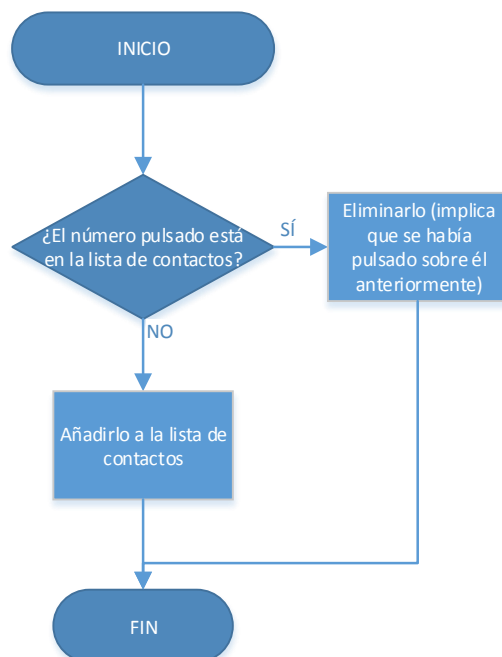 INICIO
¿El número pulsado está
en la lista de contactos?
SÍ
Eliminarlo (implica
que se había
pulsado sobre él
anteriormente)
NO
Añadirlo a la lista de
contactos
FIN